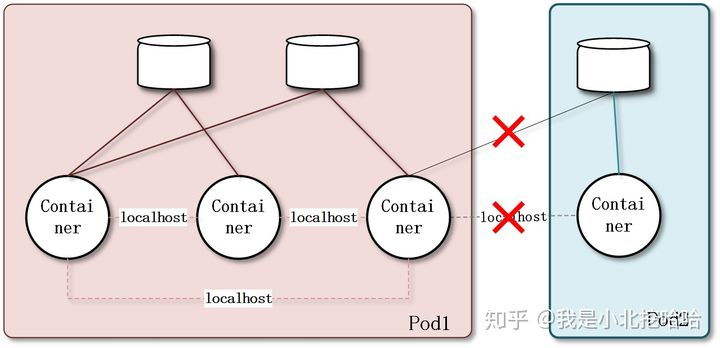 Contai
ner
localhost
Contai
ner
localhost
Contai
ner
localhost
Contai
ner
localhost
Pod1
Pod2
知乎 @我是小北挖哈哈